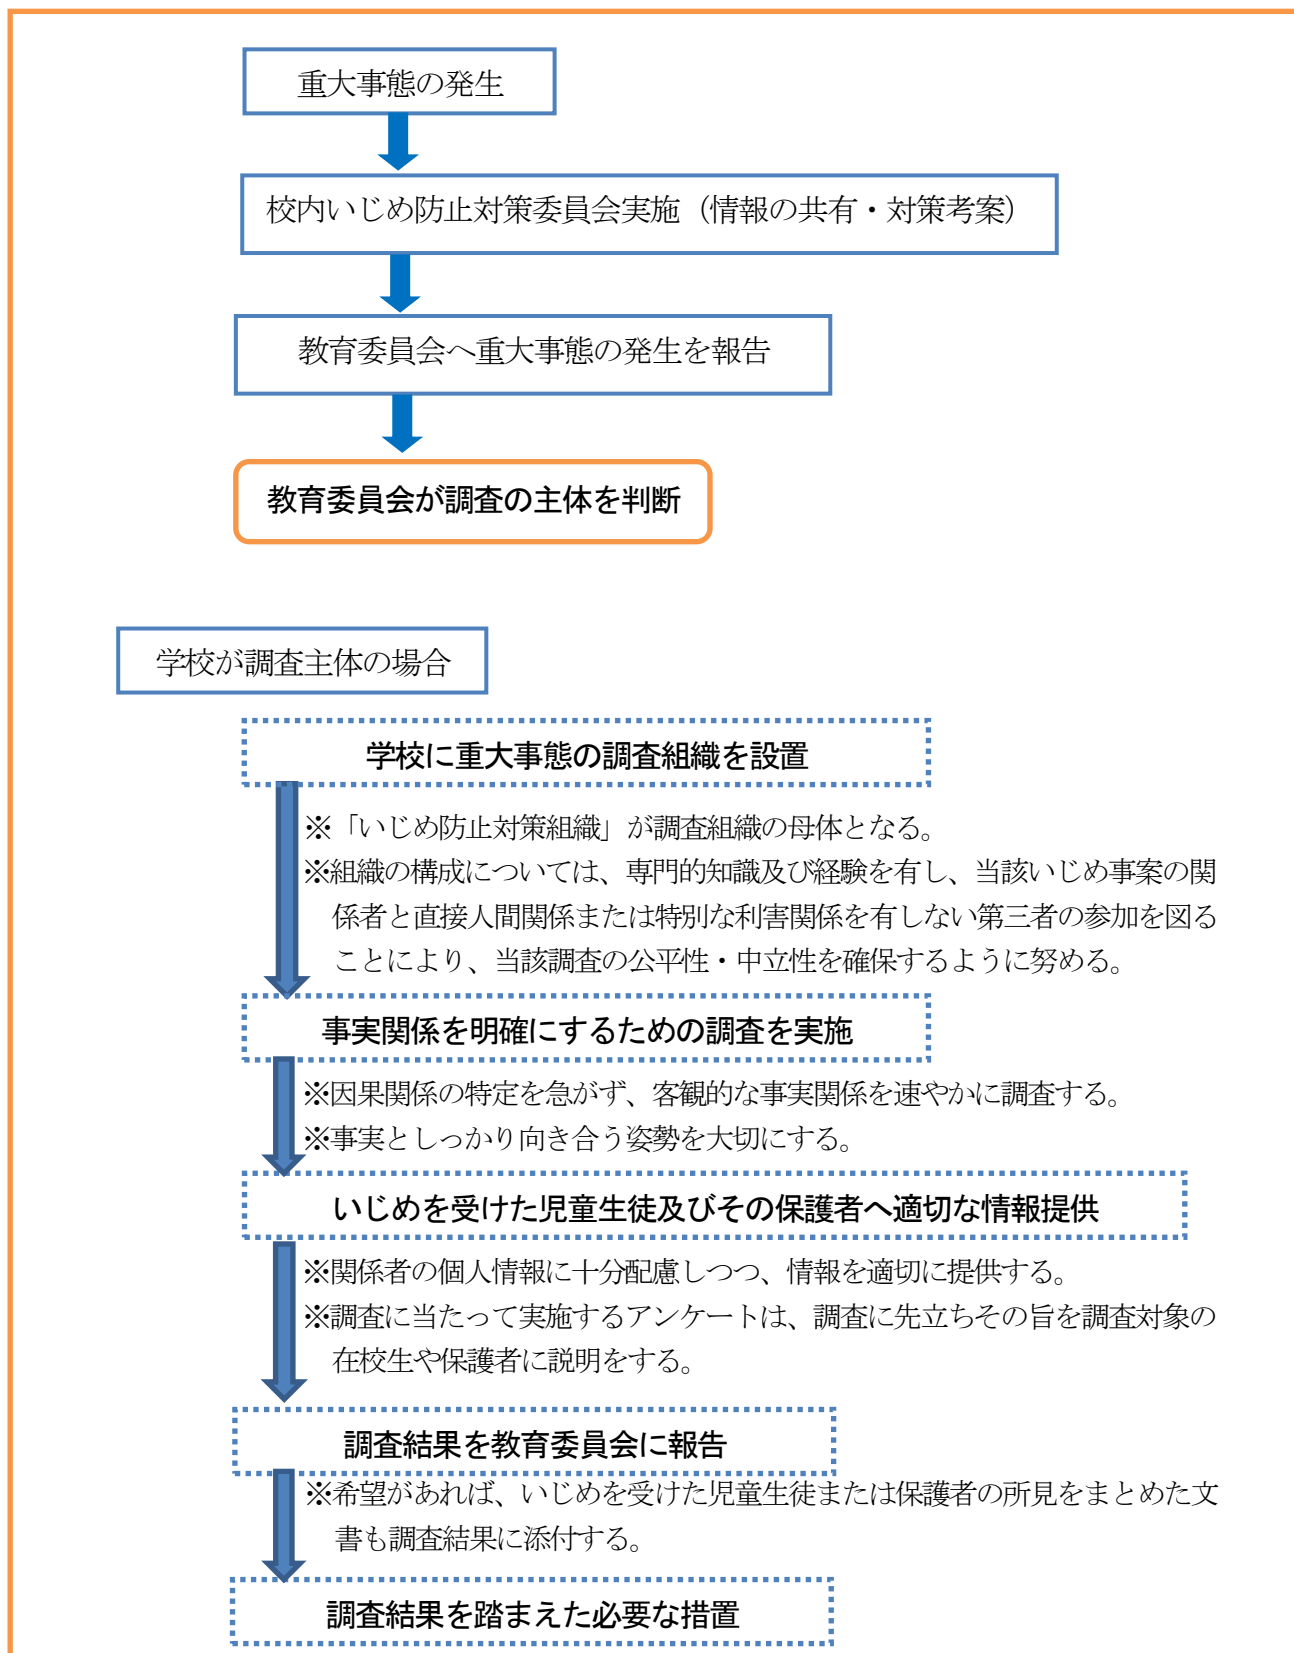 重大事態の発生
校内いじめ防止対策委員会実施（情報の共有・対策考案）
教育委員会へ重大事態の発生を報告
教育委員会が調査の主体を判断
学校が調査主体の場合
学校に重大事態の調査組織を設置
※「いじめ防止対策組織」が調査組織の母体となる。
※組織の構成については、専門的知識及び経験を有し、当該いじめ事案の関
係者と直接人間関係または特別な利害関係を有しない第三者の参加を図る
ことにより、当該調査の公平性・中立性を確保するように努める。
事実関係を明確にするための調査を実施
※因果関係の特定を急がず、客観的な事実関係を速やかに調査する。
※事実としっかり向き合う姿勢を大切にする。
いじめを受けた児童生徒及びその保護者へ適切な情報提供
※関係者の個人情報に十分配慮しつつ、情報を適切に提供する。
※調査に当たって実施するアンケートは、調査に先立ちその旨を調査対象の
在校生や保護者に説明をする。
調査結果を教育委員会に報告
※希望があれば、いじめを受けた児童生徒または保護者の所見をまとめた文
書も調査結果に添付する。
調査結果を踏まえた必要な措置